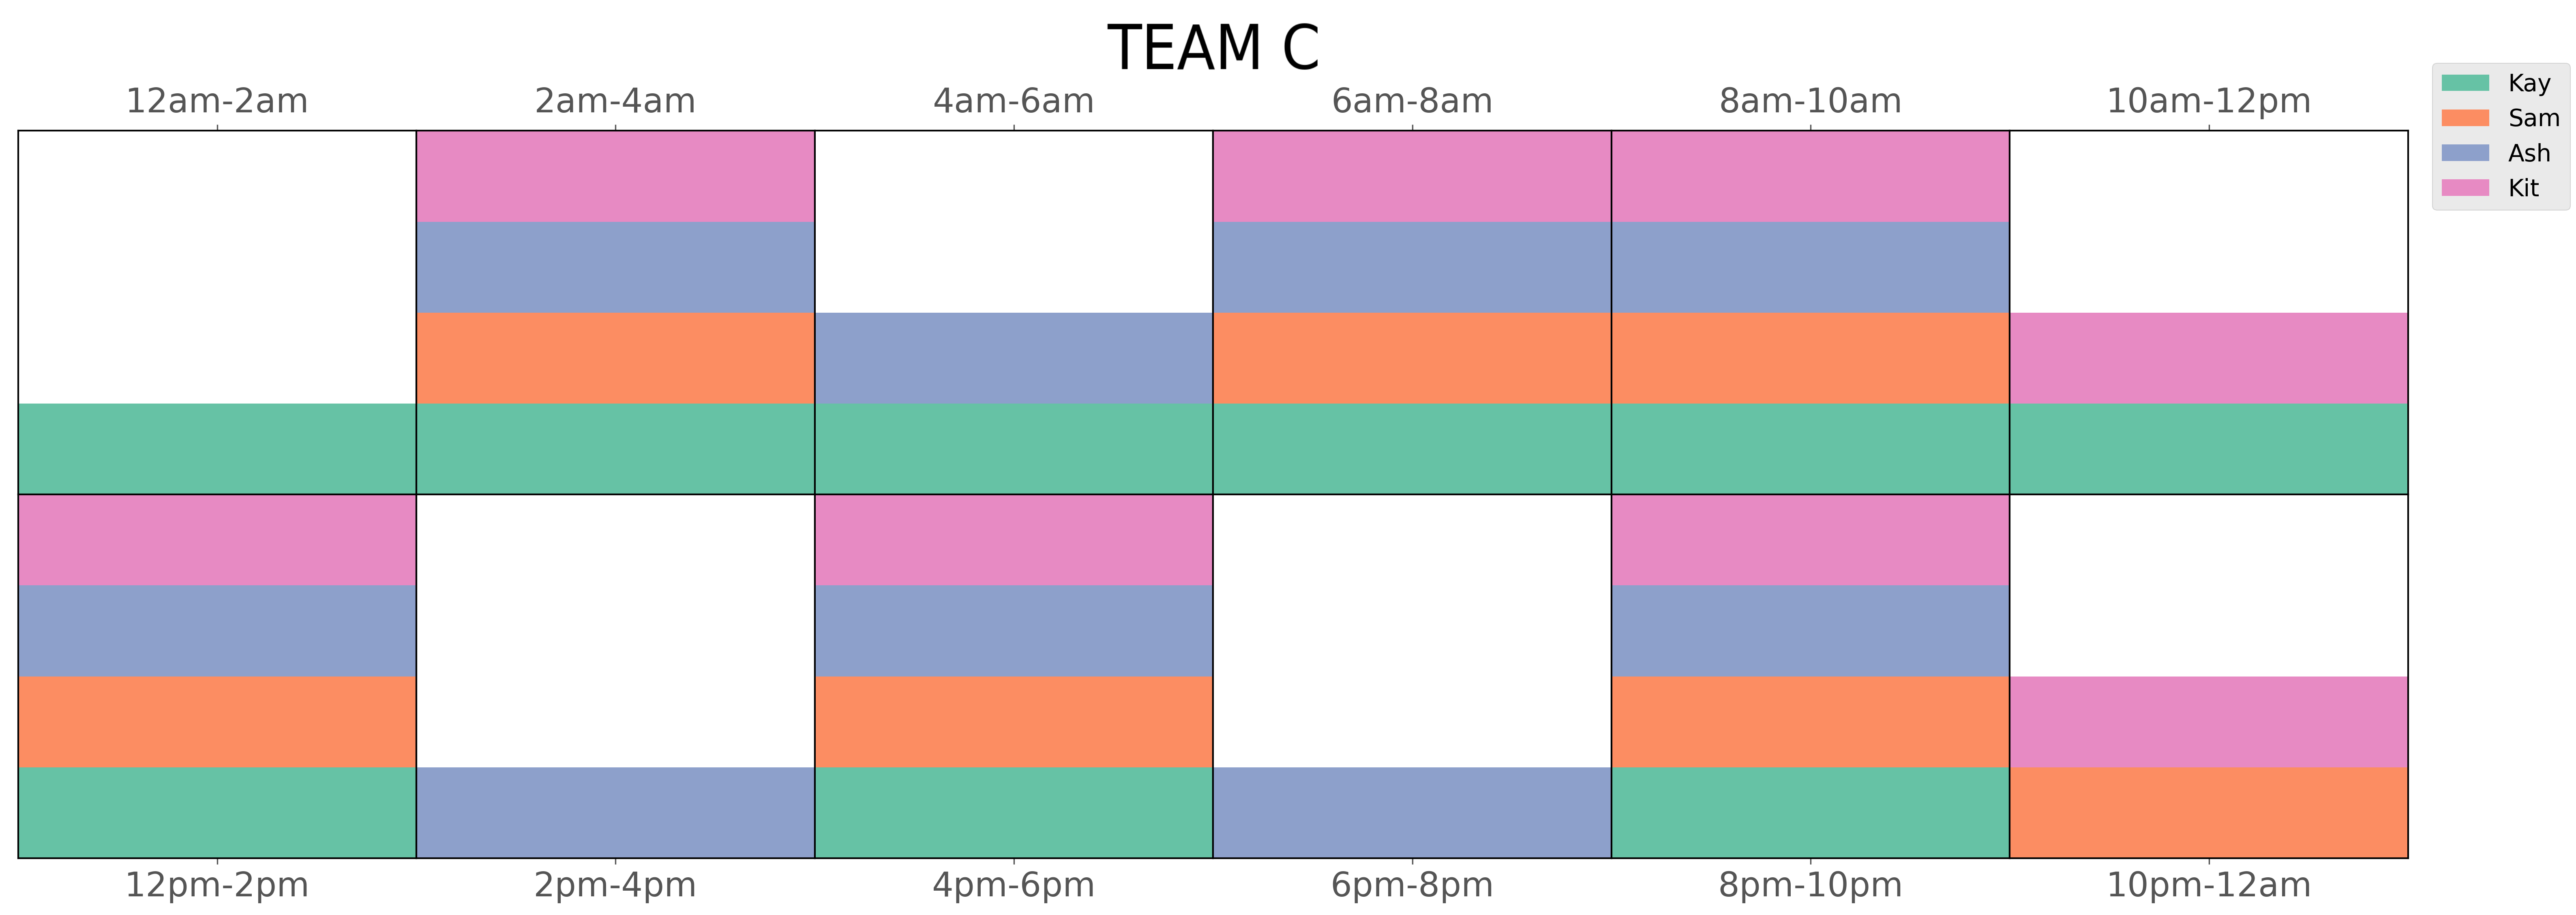 TEAM C
12am-2am 2am-4am 4am-6am 6am-8am 8am-10am 10am-12pm
Kay
Sam
Ash
Kit
12pm-2pm 2pm-4pm 4pm-6pm 6pm-8pm 8pm-10pm 10pm-12am